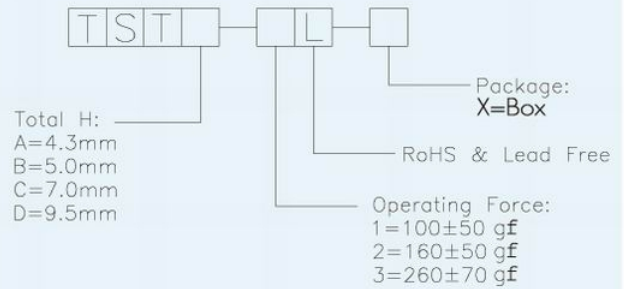 TST L
Package:
X=Box
Total H:
A=4.3mm
B=5.0mm
C=7.0mm
D=9.5mm
RoHS & Lead Free
Operating Force:
1=100±50 gf
2=160±50 gf
3=260±70 gf